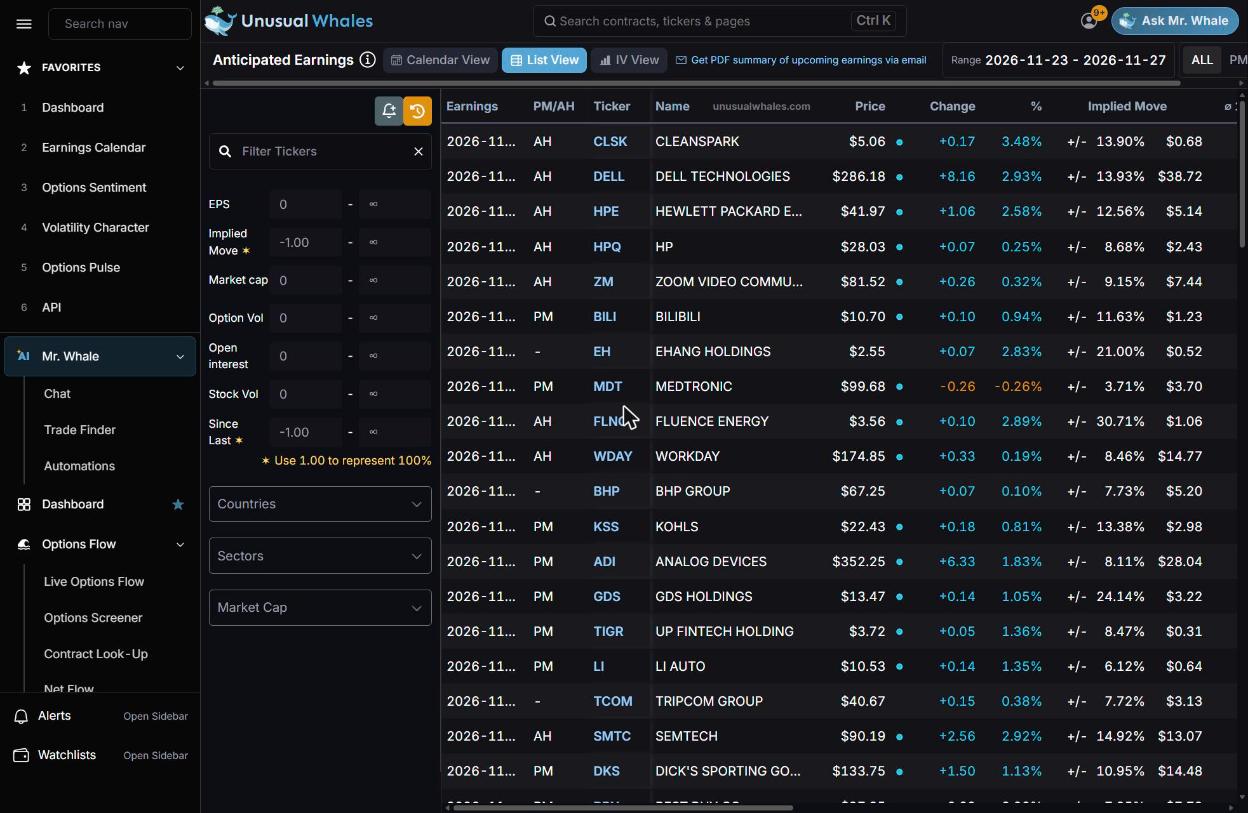 Search nav
Unusual Whales
Search contracts, tickers & pages
Ctrl K
9+
Ask Mr. Whale
FAVORITES
1 Dashboard
2 Earnings Calendar
3 Options Sentiment
4 Volatility Character
5 Options Pulse
6 API
AI Mr. Whale
Chat
Trade Finder
Automations
Dashboard
Options Flow
Live Options Flow
Options Screener
Contract Look-Up
Net Flow
Alerts Open Sidebar
Watchlists Open Sidebar
Anticipated Earnings
Calendar View
List View
IV View
Get PDF summary of upcoming earnings via email
Range 2026-11-23 - 2026-11-27
ALL
PM
Filter Tickers
EPS 0 - ∞
Implied Move ✶ -1.00 - ∞
Market cap 0 - ∞
Option Vol 0 - ∞
Open interest 0 - ∞
Stock Vol 0 - ∞
Since Last ✶ -1.00 - ∞
✶ Use 1.00 to represent 100%
Countries
Sectors
Market Cap
Earnings PM/AH Ticker Name unusualwhales.com Price Change % Implied Move
2026-11... AH CLSK CLEANSPARK $5.06 +0.17 3.48% +/- 13.90% $0.68
2026-11... AH DELL DELL TECHNOLOGIES $286.18 +8.16 2.93% +/- 13.93% $38.72
2026-11... AH HPE HEWLETT PACKARD E... $41.97 +1.06 2.58% +/- 12.56% $5.14
2026-11... AH HPQ HP $28.03 +0.07 0.25% +/- 8.68% $2.43
2026-11... AH ZM ZOOM VIDEO COMMU... $81.52 +0.26 0.32% +/- 9.15% $7.44
2026-11... PM BILI BILIBILI $10.70 +0.10 0.94% +/- 11.63% $1.23
2026-11... - EH EHANG HOLDINGS $2.55 +0.07 2.83% +/- 21.00% $0.52
2026-11... PM MDT MEDTRONIC $99.68 -0.26 -0.26% +/- 3.71% $3.70
2026-11... AH FLNC FLUENCE ENERGY $3.56 +0.10 2.89% +/- 30.71% $1.06
2026-11... AH WDAY WORKDAY $174.85 +0.33 0.19% +/- 8.46% $14.77
2026-11... - BHP BHP GROUP $67.25 +0.07 0.10% +/- 7.73% $5.20
2026-11... PM KSS KOHLS $22.43 +0.18 0.81% +/- 13.38% $2.98
2026-11... PM ADI ANALOG DEVICES $352.25 +6.33 1.83% +/- 8.11% $28.04
2026-11... PM GDS GDS HOLDINGS $13.47 +0.14 1.05% +/- 24.14% $3.22
2026-11... PM TIGR UP FINTECH HOLDING $3.72 +0.05 1.36% +/- 8.47% $0.31
2026-11... PM LI LI AUTO $10.53 +0.14 1.35% +/- 6.12% $0.64
2026-11... - TCOM TRIPCOM GROUP $40.67 +0.15 0.38% +/- 7.72% $3.13
2026-11... AH SMTC SEMTECH $90.19 +2.56 2.92% +/- 14.92% $13.07
2026-11... PM DKS DICK'S SPORTING GO... $133.75 +1.50 1.13% +/- 10.95% $14.48